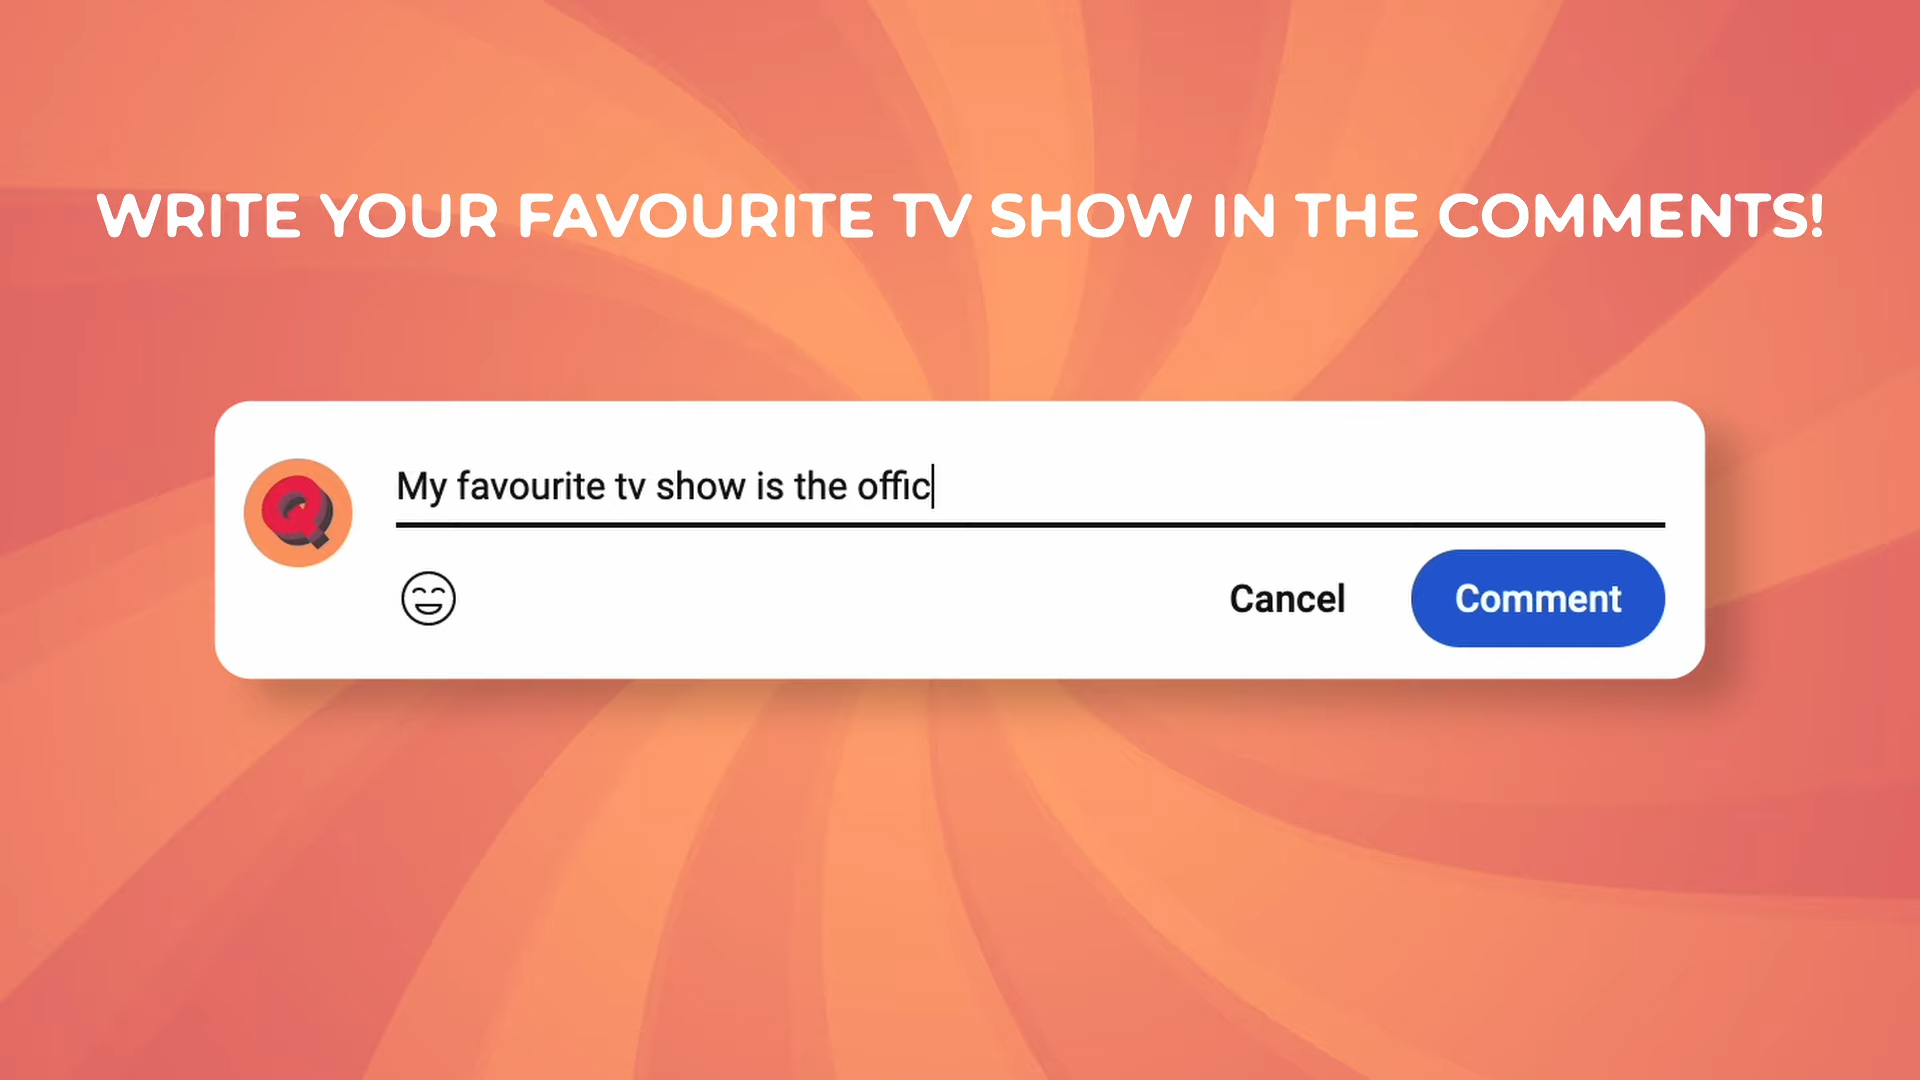 WRITE YOUR FAVOURITE TV SHOW IN THE COMMENTS!
Q
My favourite tv show is the offic
Cancel
Comment